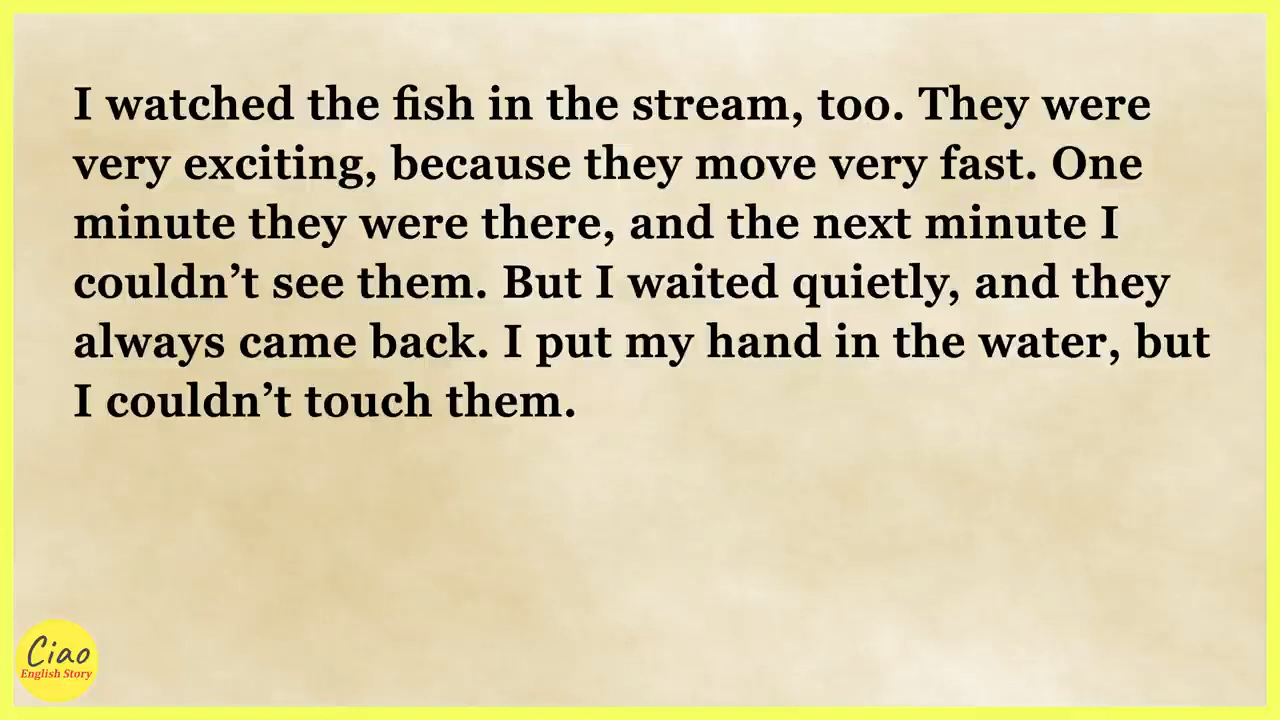 I watched the fish in the stream, too. They were
very exciting, because they move very fast. One
minute they were there, and the next minute I
couldn’t see them. But I waited quietly, and they
always came back. I put my hand in the water, but
I couldn’t touch them.
Ciao
English Story